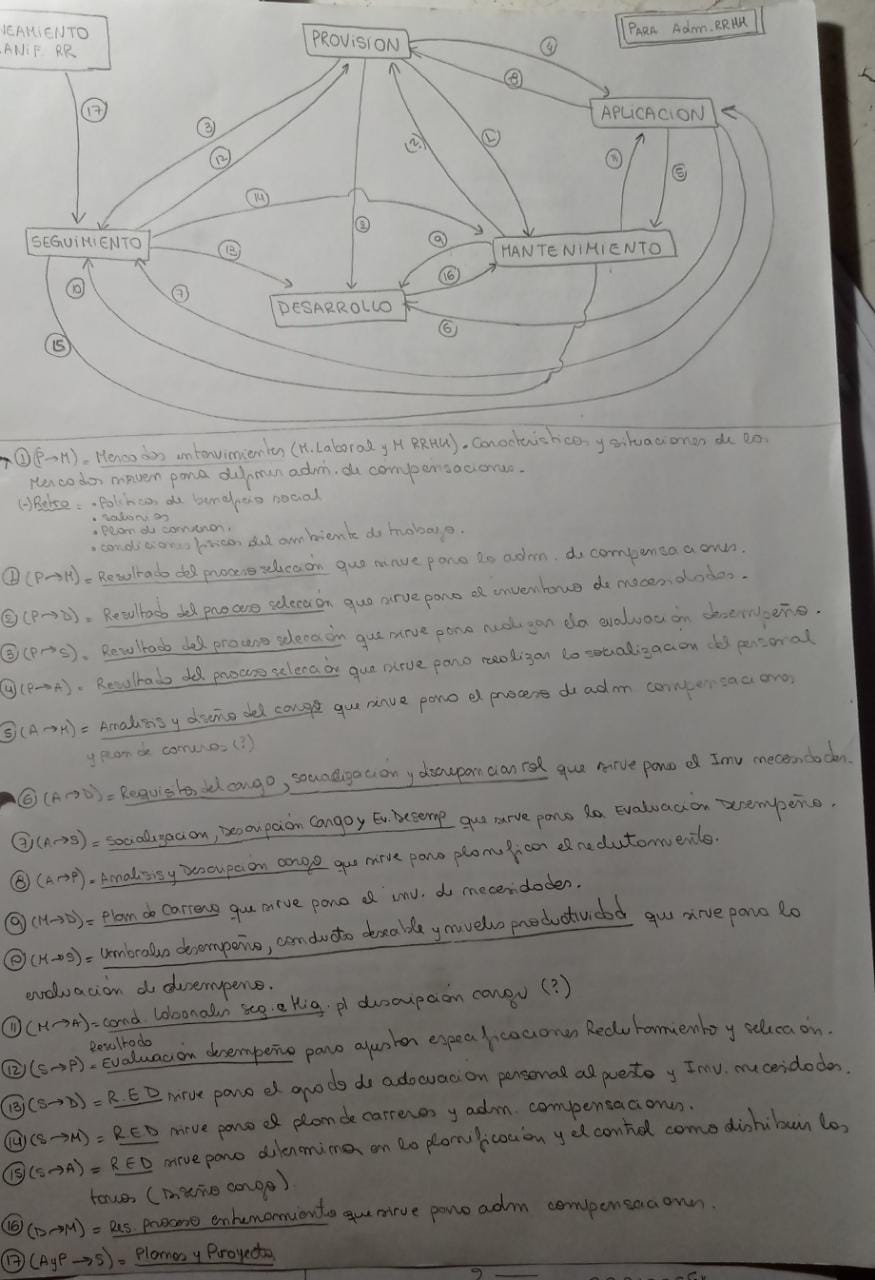 NEAMIENTO
PLANIF. RR
PROVISION
PARA Adm. RRHH
4
8
APLICACION
17
3
12
2
1
11
5
14
SEGUIMIENTO
13
2
9
MANTENIMIENTO
16
10
7
DESARROLLO
6
15
① (P→M) = Mercados intervinientes (M. Laboral y M RRHH). Características y situaciones de los
Mercados sirven para definir adm. de compensaciones.
(-) Retro = • Políticas de beneficio social
• salarios
• Plan de carreras.
• condiciones físicas del ambiente de trabajo.
① (P→M) = Resultado del proceso selección que sirve para la adm. de compensaciones.
② (P→D) = Resultado del proceso selección que sirve para el inventario de necesidades.
③ (P→S) = Resultado del proceso selección que sirve para realizar la evaluación desempeño.
④ (P→A) = Resultado del proceso selección que sirve para realizar la socialización del personal
⑤ (A→M) = Analisis y diseño del cargo que sirve para el proceso de adm compensaciones
y plan de carreras (?)
⑥ (A→D) = Requisitos del cargo, socialización y discrepancias rol que sirve para el Inv necesidades.
⑦ (A→S) = Socializacion, Descripción Cargo y Ev. Desemp que sirve para la Evaluación Desempeño.
⑧ (A→P) = Analisis y Descripción cargo que sirve para planificar el reclutamiento.
⑨ (M→D) = Plan de Carrera que sirve para el inv. de necesidades.
⑩ (M→S) = Umbrales desempeño, conducta deseable y niveles productividad que sirve para la
evaluación de desempeño.
⑪ (M→A) = cond. laborales seg. e Hig. p/ descripción cargo (?)
Resultado
⑫ (S→P) = Evaluación desempeño para ajustar especificaciones Reclutamiento y selección.
⑬ (S→D) = R.E.D sirve para el grado de adecuación personal al puesto y Inv. necesidades.
⑭ (S→M) = RED sirve para el plan de carreras y adm. compensaciones.
⑮ (S→A) = RED sirve para determinar en la planificación y el control como distribuir las
tareas (Diseño cargo).
⑯ (D→M) = Res. proceso entrenamiento que sirve para adm compensaciones.
⑰ (AyP→S) = Planes y Proyecto